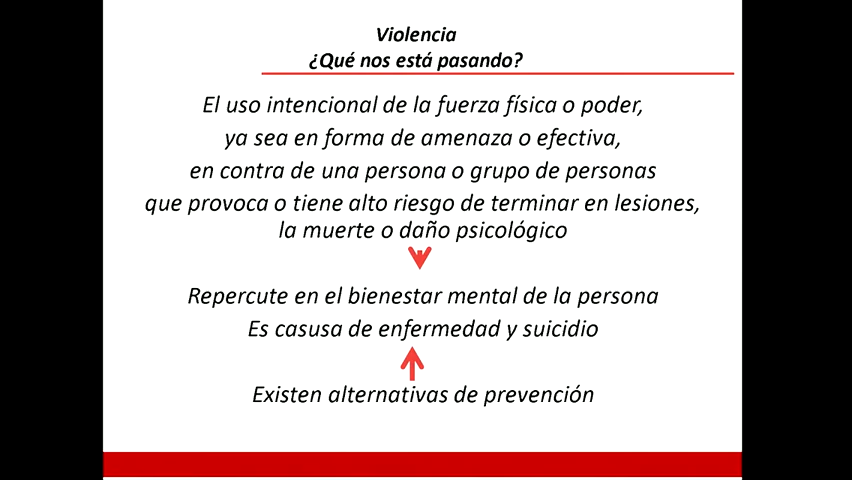 Violencia
¿Qué nos está pasando?
El uso intencional de la fuerza física o poder,
ya sea en forma de amenaza o efectiva,
en contra de una persona o grupo de personas
que provoca o tiene alto riesgo de terminar en lesiones,
la muerte o daño psicológico
Repercute en el bienestar mental de la persona
Es casusa de enfermedad y suicidio
Existen alternativas de prevención